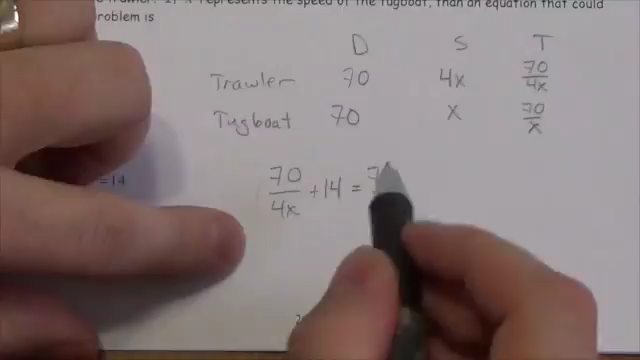 trawler? If x represents the speed of the tugboat, than an equation that could
problem is
D S T
Trawler 70 4x 70/4x
Tugboat 70 x 70/x
= 14
70/4x + 14 = 7